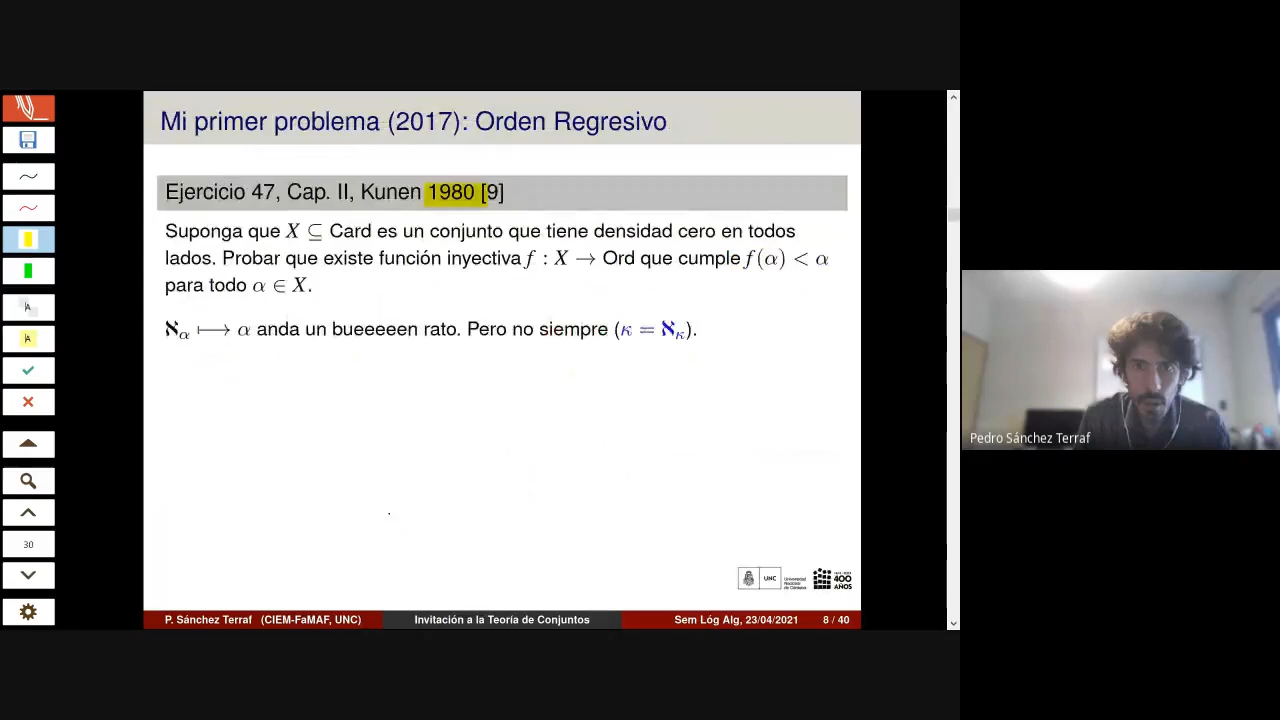 Mi primer problema (2017): Orden Regresivo
Ejercicio 47, Cap. II, Kunen 1980 [9]
Suponga que X ⊆ Card es un conjunto que tiene densidad cero en todos
lados. Probar que existe función inyectiva f : X → Ord que cumple f(α) < α
para todo α ∈ X.
ℵ_α ⟼ α anda un bueeeeen rato. Pero no siempre (κ = ℵ_κ).
Pedro Sánchez Terraf
30
UNC
400
AÑOS
P. Sánchez Terraf (CIEM-FaMAF, UNC)
Invitación a la Teoría de Conjuntos
Sem Lóg Alg, 23/04/2021
8 / 40